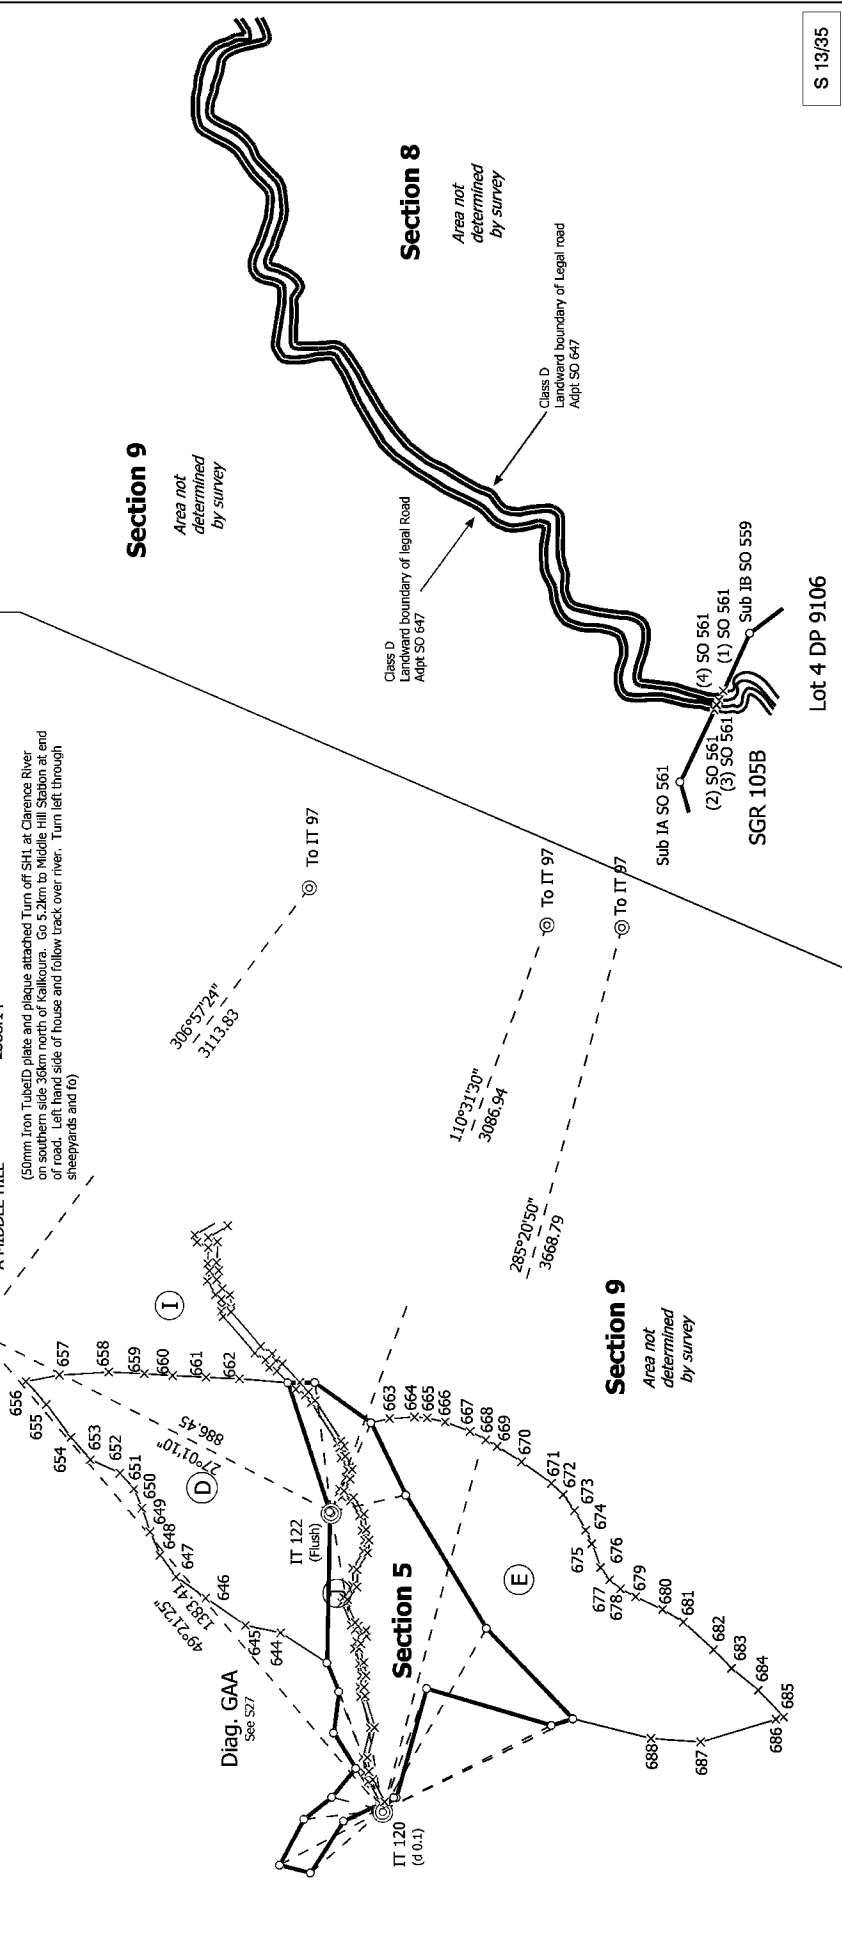 A MIDDLE HILL
(50mm Iron TubeID plate and plaque attached Turn off SH1 at Clarence River
on southern side 36km north of Kaikoura. Go 5.2km to Middle Hill Station at end
of road. Left hand side of house and follow track over river. Turn left through
sheepyards and fo)
Section 9
Area not
determined
by survey
Section 8
Area not
determined
by survey
Class D
Landward boundary of legal Road
Adpt SO 647
Class D
Landward boundary of Legal road
Adpt SO 647
Sub IA SO 561
(2) SO 561
(3) SO 561
(4) SO 561
(1) SO 561
Sub IB SO 559
SGR 105B
Lot 4 DP 9106
S 13/35
306°57'24"
3113.83
To IT 97
110°31'30"
3086.94
To IT 97
285°20'50"
3668.79
To IT 97
Section 9
Area not
determined
by survey
I
D
J
E
Section 5
Diag. GAA
See S27
IT 120
(d 0.1)
IT 122
(Flush)
49°21'25"
1383.41
27°01'10"
886.45
644
645
646
647
648
649
650
651
652
653
654
655
656
657
658
659
660
661
662
663
664
665
666
667
668
669
670
671
672
673
674
675
676
677
678
679
680
681
682
683
684
685
686
687
688